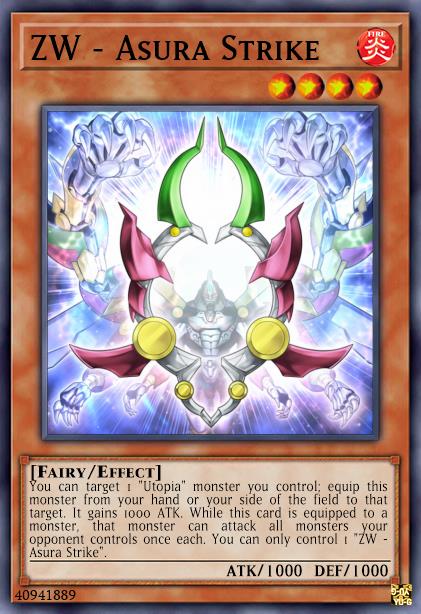 ZW - Asura Strike
FIRE
炎
[Fairy/Effect]
You can target 1 "Utopia" monster you control; equip this
monster from your hand or your side of the field to that
target. It gains 1000 ATK. While this card is equipped to a
monster, that monster can attack all monsters your
opponent controls once each. You can only control 1 "ZW -
Asura Strike".
ATK/1000 DEF/1000
40941889